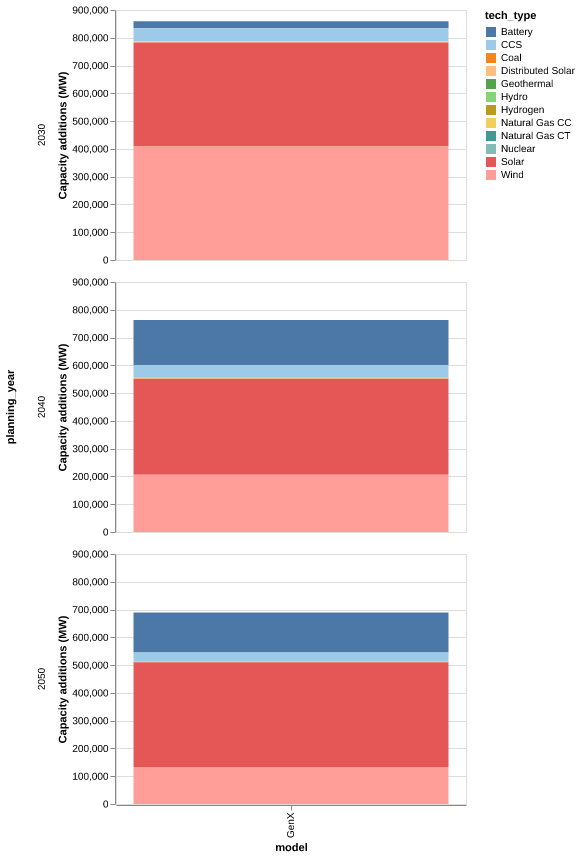 tech_type
Battery
CCS
Coal
Distributed Solar
Geothermal
Hydro
Hydrogen
Natural Gas CC
Natural Gas CT
Nuclear
Solar
Wind
planning_year
2030
Capacity additions (MW)
900,000
800,000
700,000
600,000
500,000
400,000
300,000
200,000
100,000
0
2040
Capacity additions (MW)
900,000
800,000
700,000
600,000
500,000
400,000
300,000
200,000
100,000
0
2050
Capacity additions (MW)
900,000
800,000
700,000
600,000
500,000
400,000
300,000
200,000
100,000
0
GenX
model